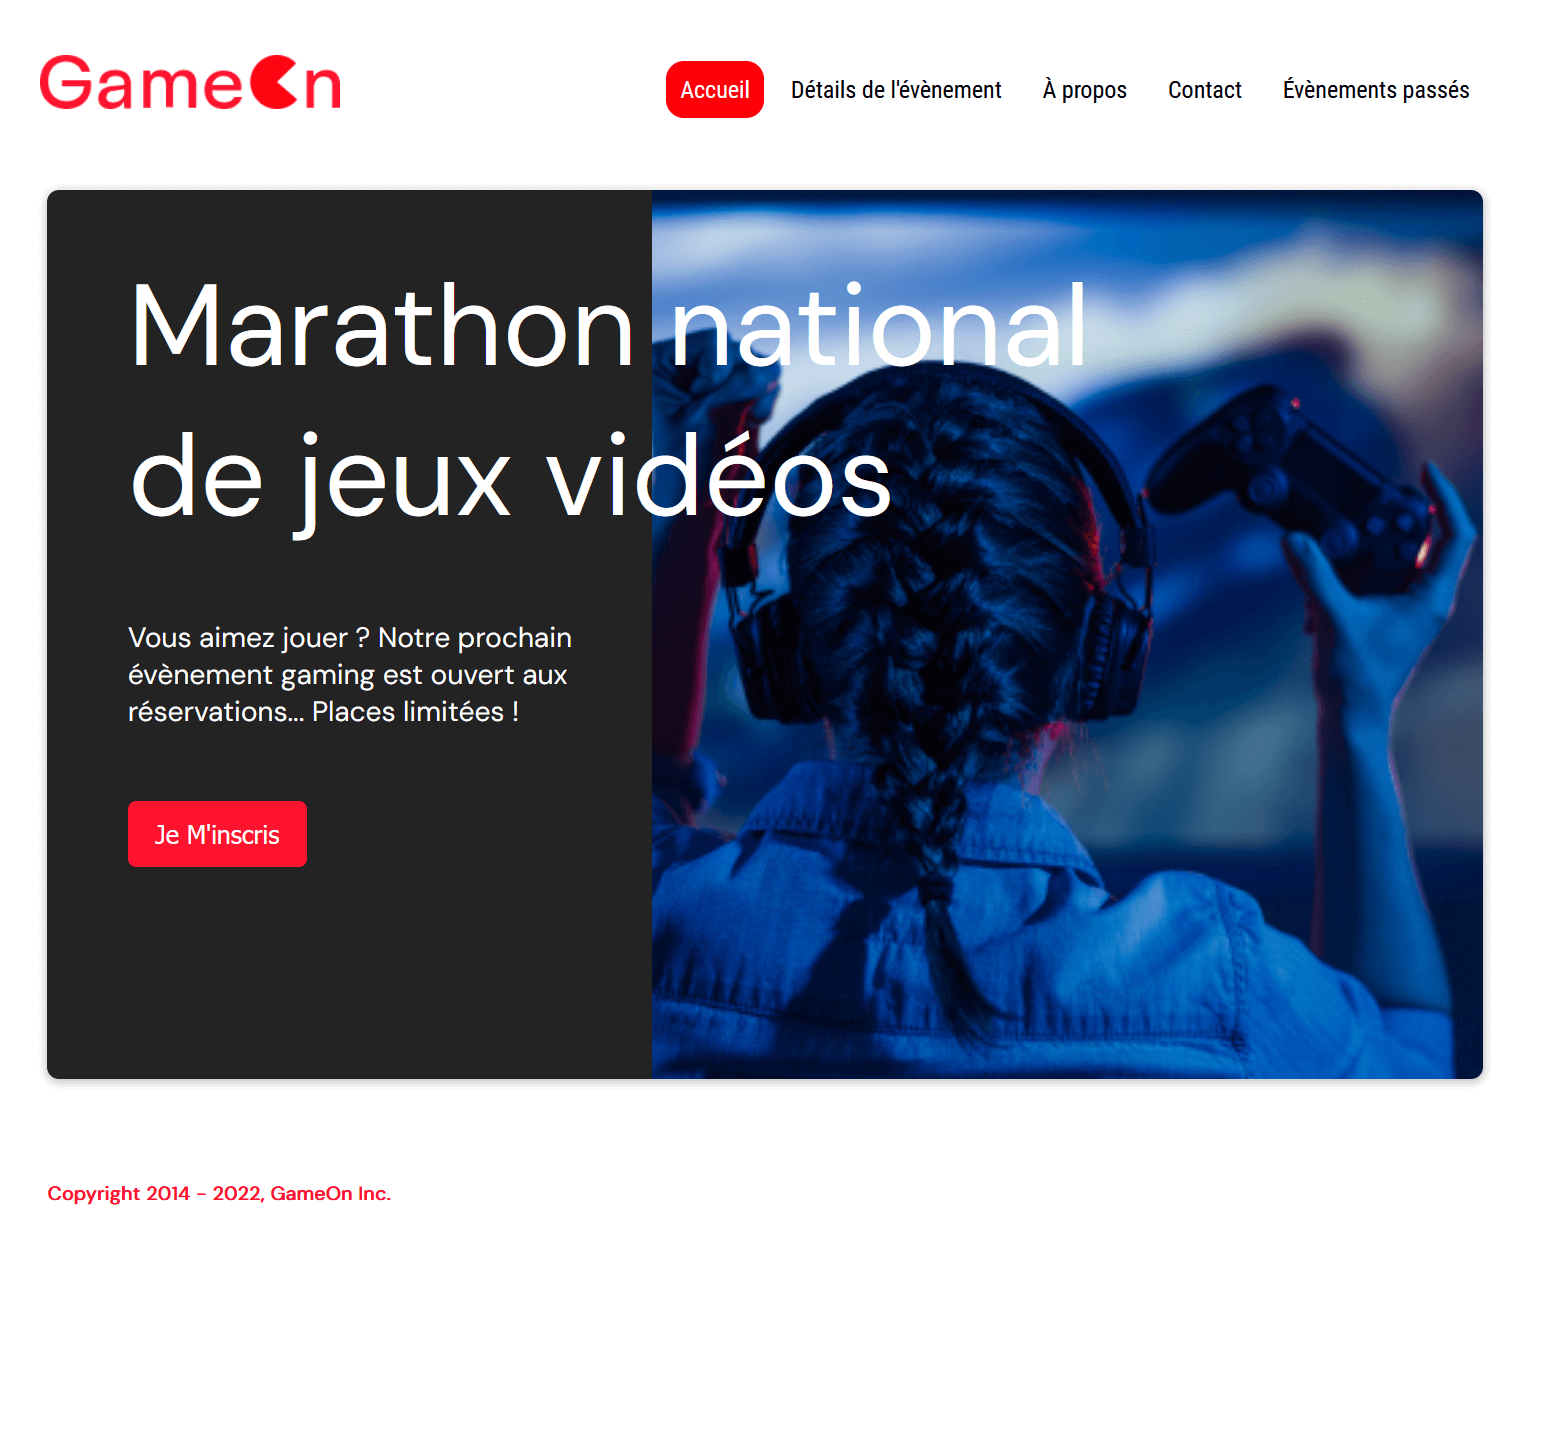 GameOn
Accueil
Détails de l'évènement
À propos
Contact
Évènements passés
Marathon national
de jeux vidéos
Vous aimez jouer ? Notre prochain
évènement gaming est ouvert aux
réservations... Places limitées !
Je M'inscris
Copyright 2014 - 2022, GameOn Inc.